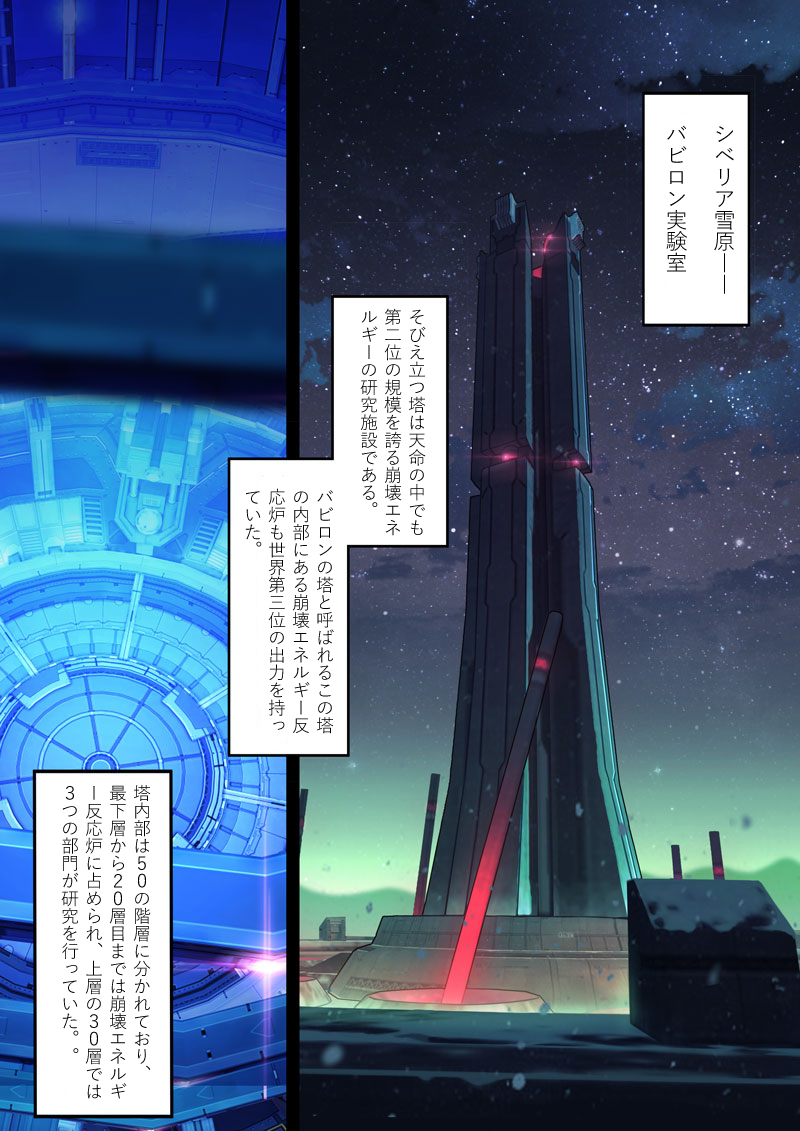 シベリア雪原——
バビロン実験室
そびえ立つ塔は天命の中でも
第二位の規模を誇る崩壊エネ
ルギーの研究施設である。
バビロンの塔と呼ばれるこの塔
の内部にある崩壊エネルギー反
応炉も世界第三位の出力を持っ
ていた。
塔内部は50の階層に分かれており、
最下層から20層目までは崩壊エネルギ
ー反応炉に占められ、上層の30層では
3つの部門が研究を行っていた。。